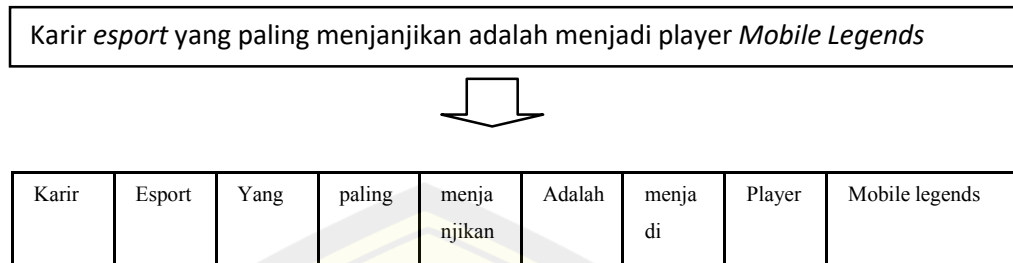 Karir esport yang paling menjanjikan adalah menjadi player Mobile Legends
Karir Esport Yang paling menja Adalah menja Player Mobile legends
njikan di